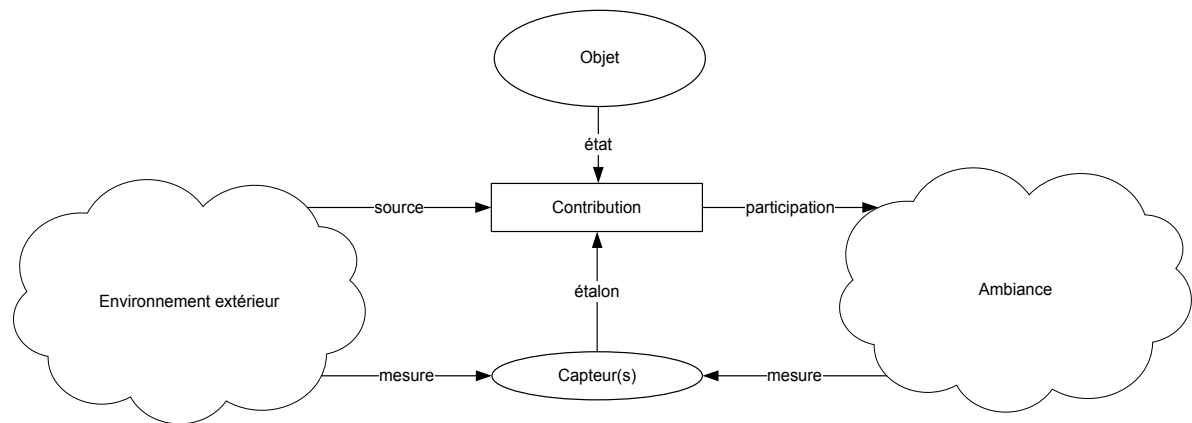 Objet
état
source
Contribution
participation
Environnement extérieur
étalon
Ambiance
mesure
Capteur(s)
mesure